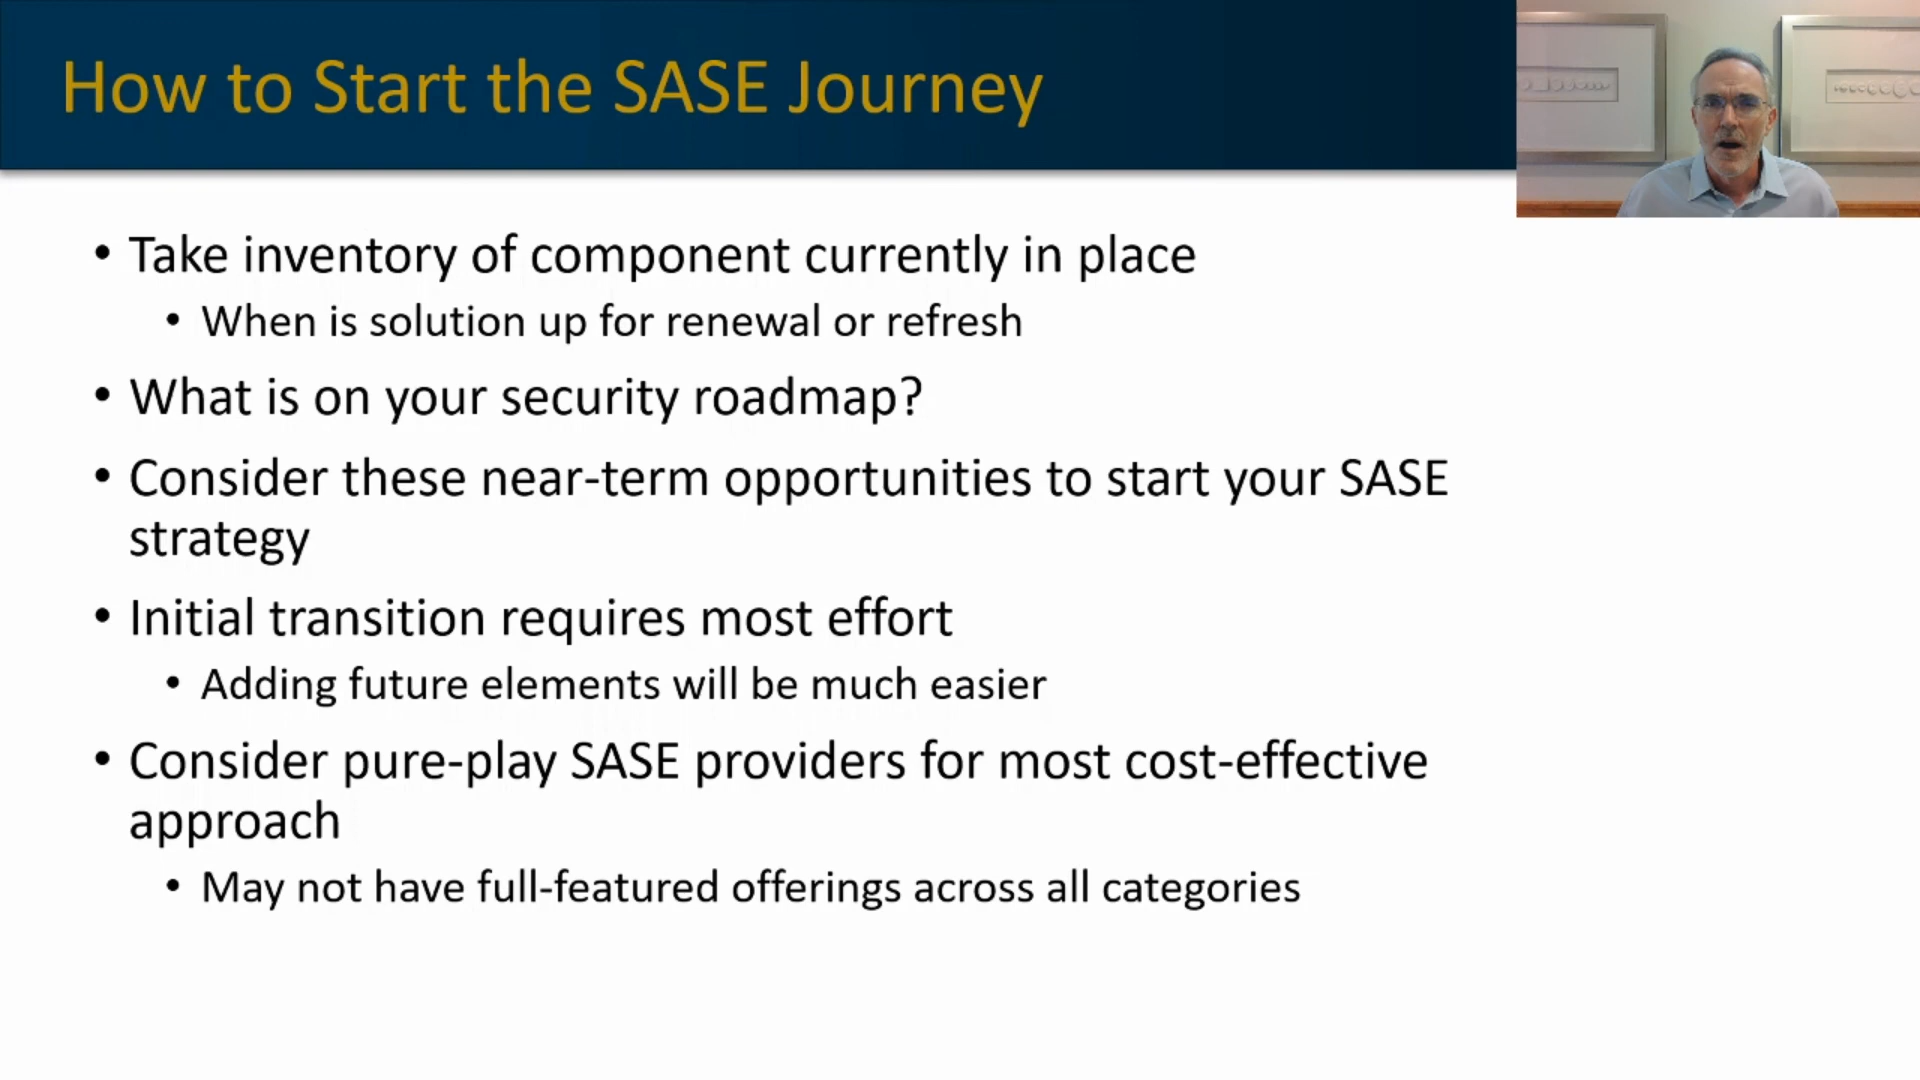 How to Start the SASE Journey
• Take inventory of component currently in place
• When is solution up for renewal or refresh
• What is on your security roadmap?
• Consider these near-term opportunities to start your SASE
strategy
• Initial transition requires most effort
• Adding future elements will be much easier
• Consider pure-play SASE providers for most cost-effective
approach
• May not have full-featured offerings across all categories